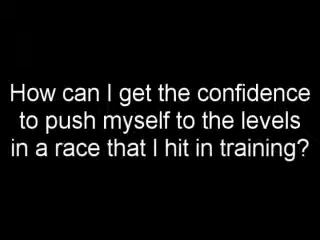 How can I get the confidence
to push myself to the levels
in a race that I hit in training?